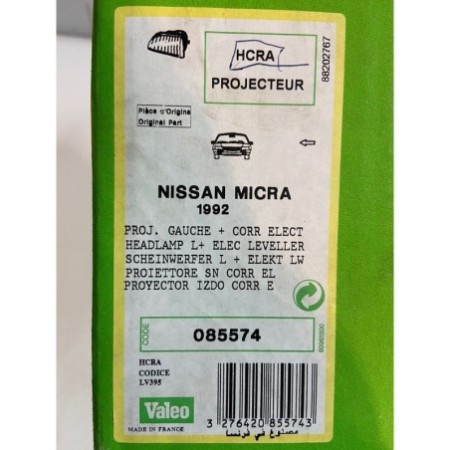 HCRA
PROJECTEUR
88202767
Pièce d'Origine
Original Part
NISSAN MICRA
1992
PROJ. GAUCHE + CORR ELECT
HEADLAMP L+ ELEC LEVELLER
SCHEINWERFER L + ELEKT LW
PROIETTORE SN CORR EL
PROYECTOR IZDO CORR E
CODE
085574
HCRA
CODICE
LV395
Valeo
MADE IN FRANCE
3 276420 855743
مصنوع في فرنسا